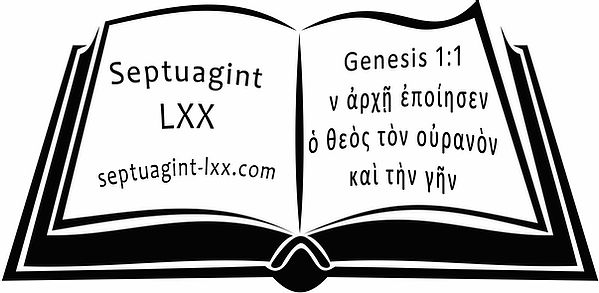 Septuagint
LXX
septuagint-lxx.com
Genesis 1:1
ν ἀρχῇ ἐποίησεν
ὁ θεὸς τὸν οὐρανὸν
καὶ τὴν γῆν